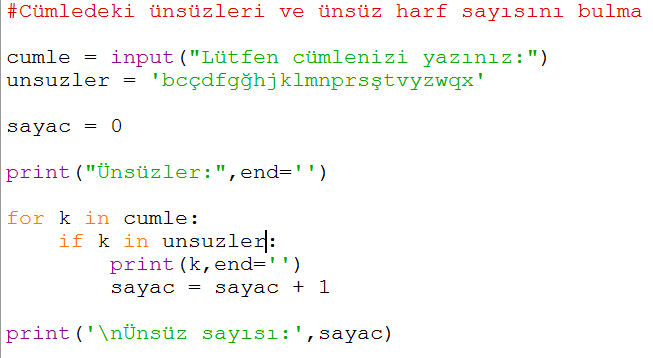 #Cümledeki ünsüzleri ve ünsüz harf sayısını bulma
cumle = input("Lütfen cümlenizi yazınız:")
unsuzler = 'bcçdfgğhjklmnprsştvyzwqx'
sayac = 0
print("Ünsüzler:",end='')
for k in cumle:
    if k in unsuzler:
        print(k,end='')
        sayac = sayac + 1
print('\nÜnsüz sayısı:',sayac)